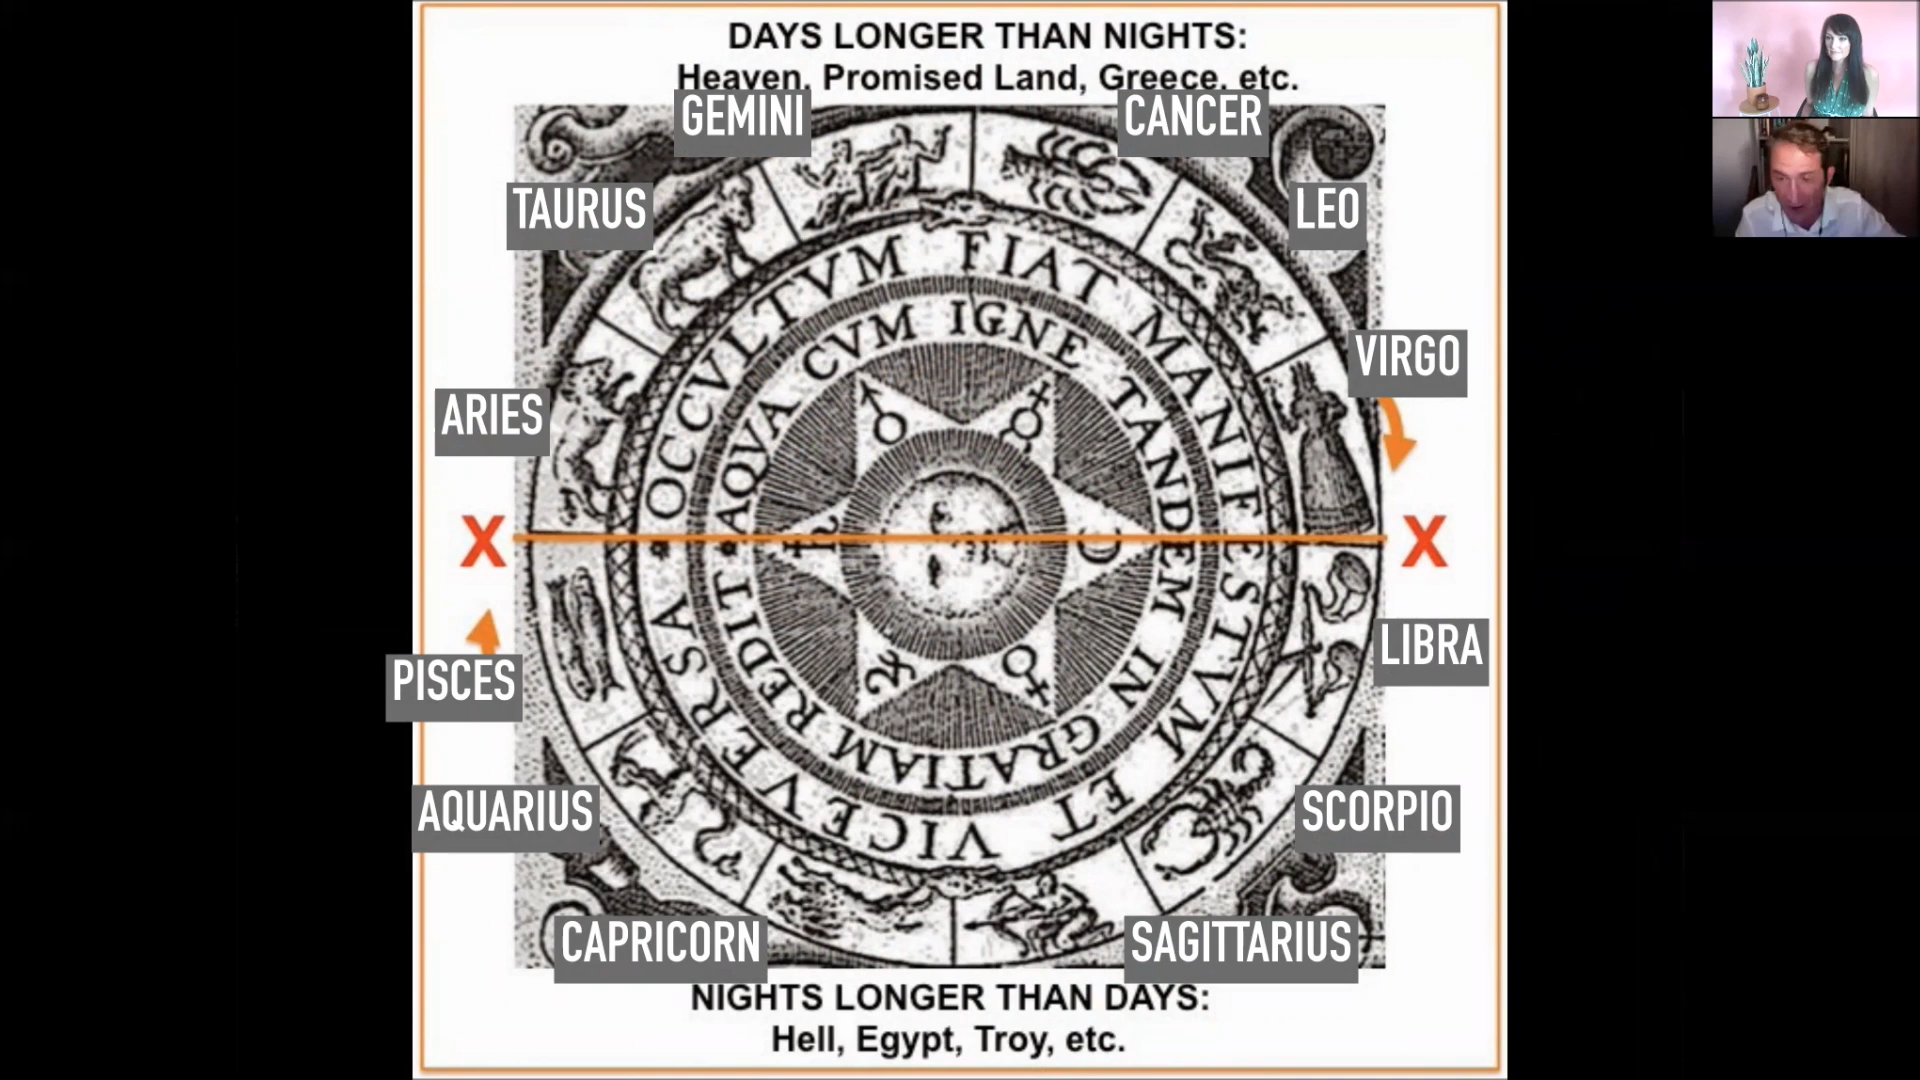 DAYS LONGER THAN NIGHTS:
Heaven, Promised Land, Greece, etc.
GEMINI
CANCER
TAURUS
LEO
VIRGO
ARIES
X
X
PISCES
LIBRA
AQUARIUS
SCORPIO
CAPRICORN
SAGITTARIUS
OCCVLTVM FIAT MANIFESTVM ET VICE VERSA
AQVA CVM IGNE TANDEM IN GRATIAM REDIT
NIGHTS LONGER THAN DAYS:
Hell, Egypt, Troy, etc.